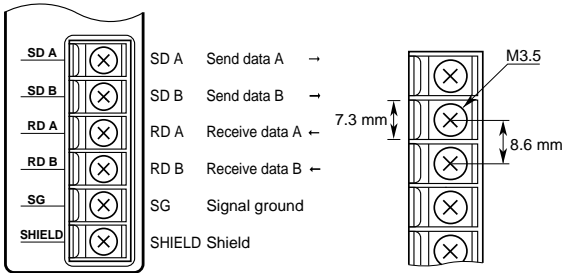 SD A SD A Send data A →
SD B SD B Send data B →
RD A RD A Receive data A ←
RD B RD B Receive data B ←
SG SG Signal ground
SHIELD SHIELD Shield
M3.5
7.3 mm
8.6 mm